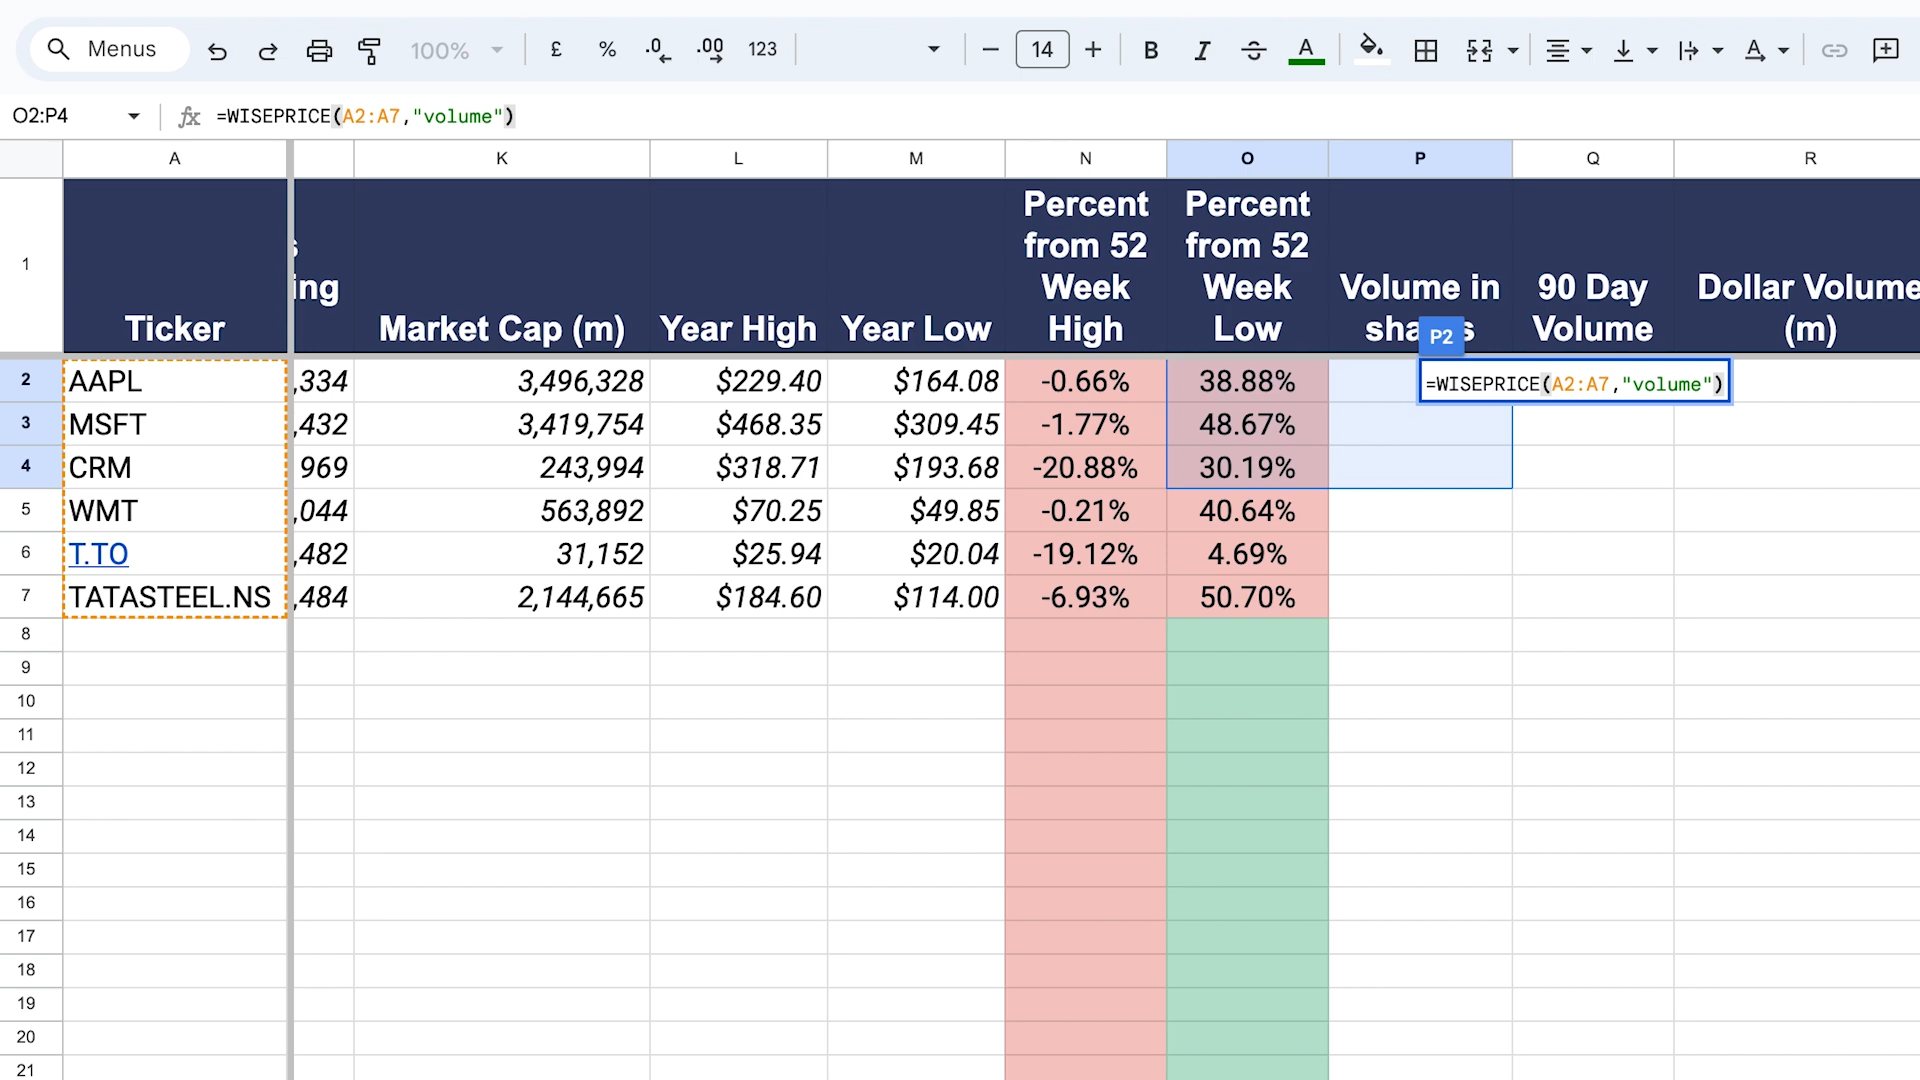 Menus 100% £ % .0 .00 123 14 B I A A
O2:P4 fx =WISEPRICE(A2:A7,"volume")
A K L M N O P Q R
1 Ticker s ing Market Cap (m) Year High Year Low Percent from 52 Week High Percent from 52 Week Low Volume in shares 90 Day Volume Dollar Volume (m)
P2
2 AAPL ,334 3,496,328 $229.40 $164.08 -0.66% 38.88% =WISEPRICE(A2:A7,"volume")
3 MSFT ,432 3,419,754 $468.35 $309.45 -1.77% 48.67%
4 CRM 969 243,994 $318.71 $193.68 -20.88% 30.19%
5 WMT ,044 563,892 $70.25 $49.85 -0.21% 40.64%
6 T.TO ,482 31,152 $25.94 $20.04 -19.12% 4.69%
7 TATASTEEL.NS ,484 2,144,665 $184.60 $114.00 -6.93% 50.70%
8
9
10
11
12
13
14
15
16
17
18
19
20
21